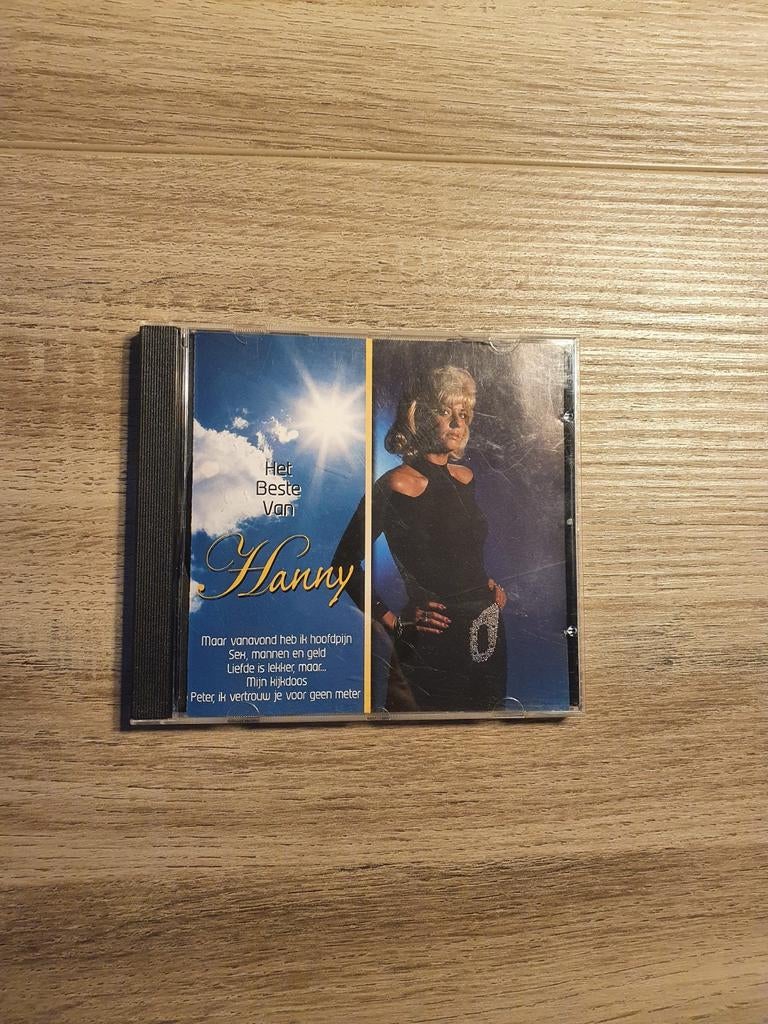 Het
Beste
Van
Hanny
Maar vanavond heb ik hoofdpijn
Sex, mannen en geld
Liefde is lekker, maar...
Mijn kijkdoos
Peter, ik vertrouw je voor geen meter